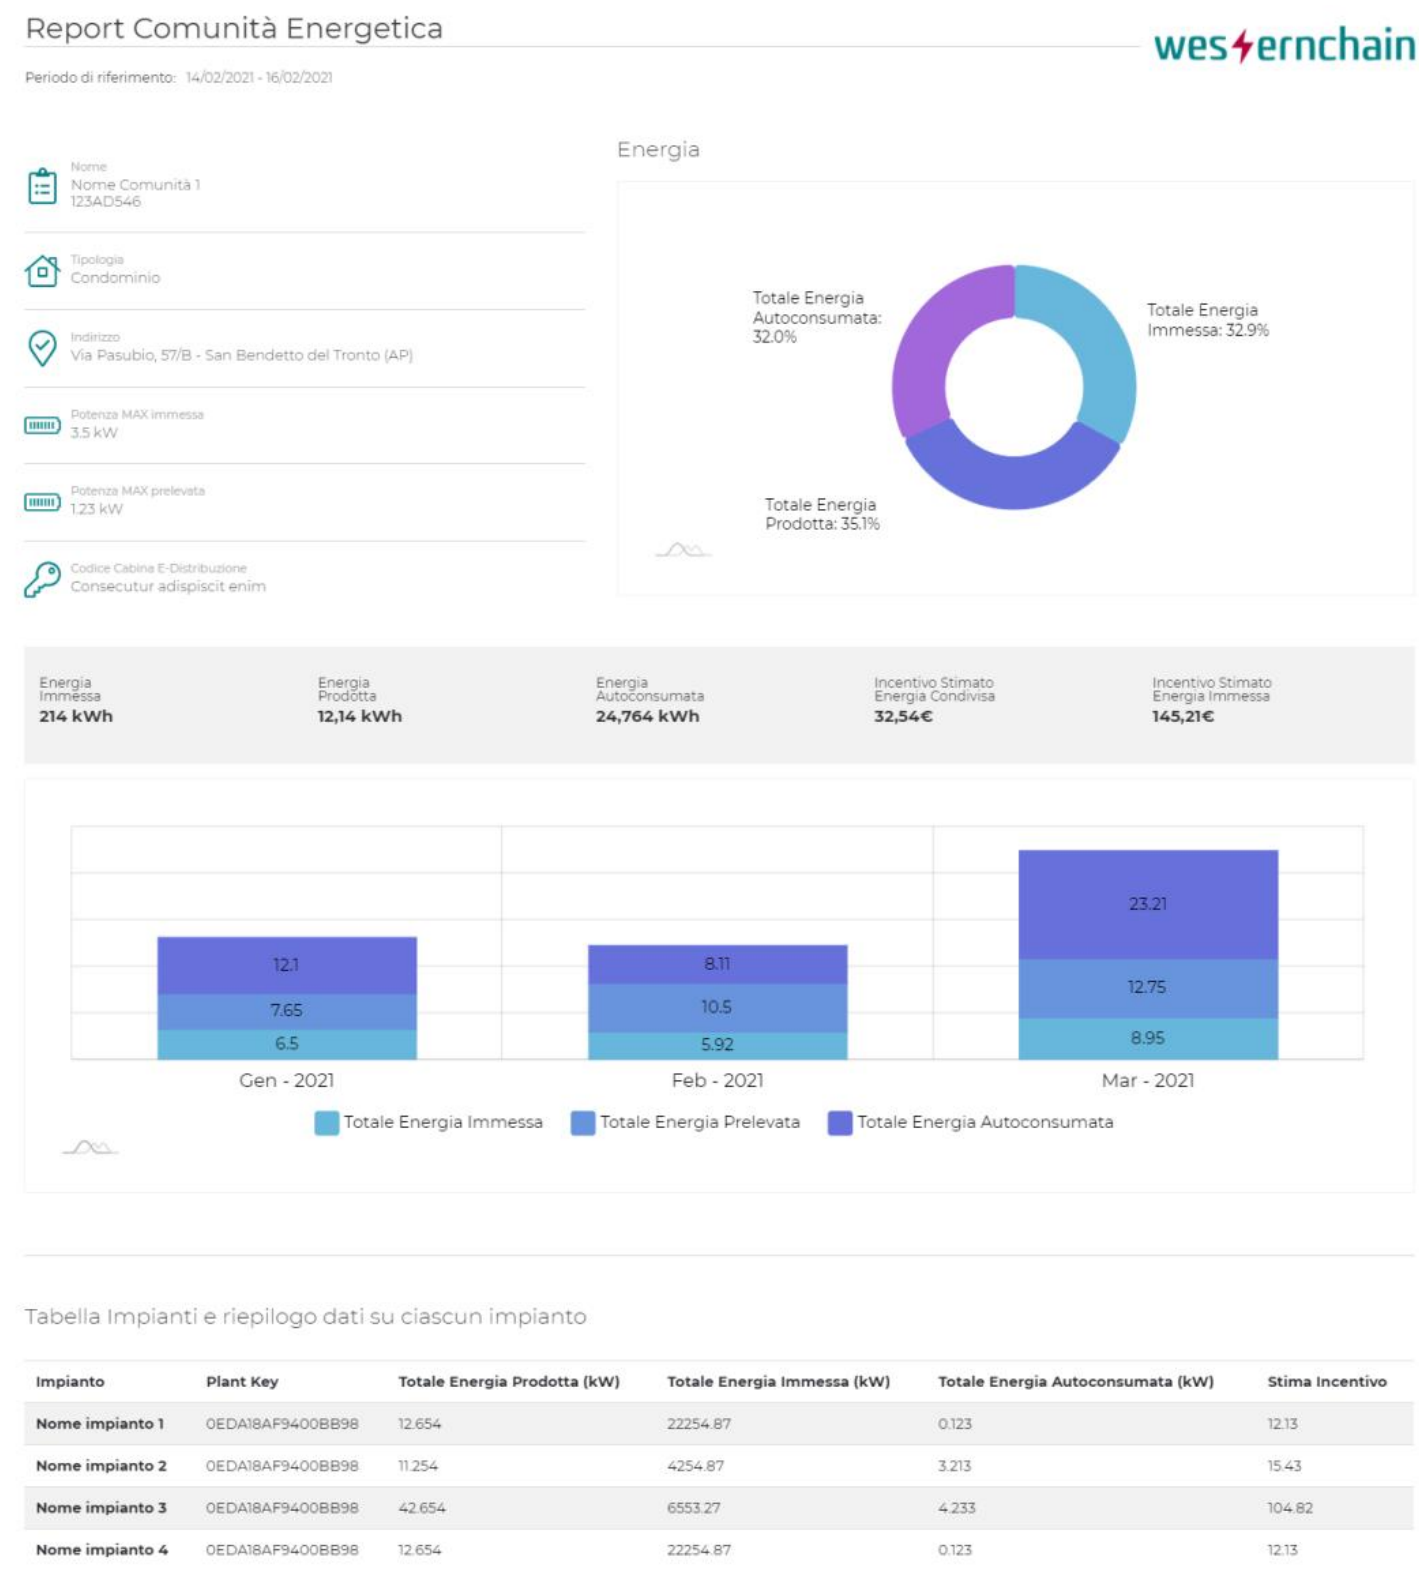 Report Comunità Energetica
wes ernchain
Periodo di riferimento: 14/02/2021 - 16/02/2021
Nome
Nome Comunità 1
123AD546
Tipologia
Condominio
Indirizzo
Via Pasubio, 57/B - San Bendetto del Tronto (AP)
Potenza MAX immessa
3.5 kW
Potenza MAX prelevata
1.23 kW
Codice Cabina E-Distribuzione
Consecutur adispiscit enim
Energia
Totale Energia
Autoconsumata:
32.0%
Totale Energia
Immessa: 32.9%
Totale Energia
Prodotta: 35.1%
Energia
Immessa
214 kWh
Energia
Prodotta
12,14 kWh
Energia
Autoconsumata
24,764 kWh
Incentivo Stimato
Energia Condivisa
32,54€
Incentivo Stimato
Energia Immessa
145,21€
12.1
7.65
6.5
8.11
10.5
5.92
23.21
12.75
8.95
Gen - 2021 Feb - 2021 Mar - 2021
Totale Energia Immessa Totale Energia Prelevata Totale Energia Autoconsumata
Tabella Impianti e riepilogo dati su ciascun impianto
Impianto Plant Key Totale Energia Prodotta (kW) Totale Energia Immessa (kW) Totale Energia Autoconsumata (kW) Stima Incentivo
Nome impianto 1 0EDA18AF9400BB98 12.654 22254.87 0.123 12.13
Nome impianto 2 0EDA18AF9400BB98 11.254 4254.87 3.213 15.43
Nome impianto 3 0EDA18AF9400BB98 42.654 6553.27 4.233 104.82
Nome impianto 4 0EDA18AF9400BB98 12.654 22254.87 0.123 12.13